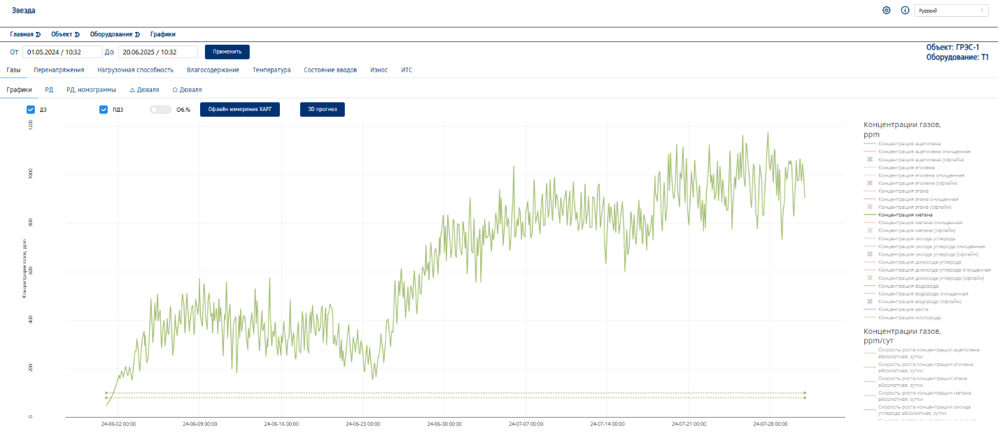 Звезда
Русский
Главная
Объект
Оборудование
Графики
От 01.05.2024 / 10:32 До 20.06.2025 / 10:32 Применить
Объект: ГРЭС-1
Оборудование: Т1
Газы Перенапряжения Нагрузочная способность Влагосодержание Температура Состояние вводов Износ ИТС
Графики РД РД, номограммы Дюваля Дюваля
ДЗ ПДЗ Об.% Офлайн измерения ХАРГ 3D прогноз
Концентрации газов, ppm
1200
1000
800
600
400
200
0
24-06-02 00:00 24-06-09 00:00 24-06-16 00:00 24-06-23 00:00 24-06-30 00:00 24-07-07 00:00 24-07-14 00:00 24-07-21 00:00 24-07-28 00:00
Концентрации газов,
ppm
Концентрация ацетилена
Концентрация ацетилена очищенная
Концентрация ацетилена (офлайн)
Концентрация этилена
Концентрация этилена очищенная
Концентрация этилена (офлайн)
Концентрация этана
Концентрация этана очищенная
Концентрация этана (офлайн)
Концентрация метана
Концентрация метана очищенная
Концентрация метана (офлайн)
Концентрация оксида углерода
Концентрация оксида углерода очищенная
Концентрация оксида углерода (офлайн)
Концентрация диоксида углерода
Концентрация диоксида углерода очищенная
Концентрация диоксида углерода (офлайн)
Концентрация водорода
Концентрация водорода очищенная
Концентрация водорода (офлайн)
Концентрация азота
Концентрация кислорода
Концентрации газов,
ppm/сут
Скорость роста концентрации ацетилена
абсолютная, сутки
Скорость роста концентрации этилена
абсолютная, сутки
Скорость роста концентрации этана
абсолютная, сутки
Скорость роста концентрации метана
абсолютная, сутки
Скорость роста концентрации оксида
углерода абсолютная, сутки